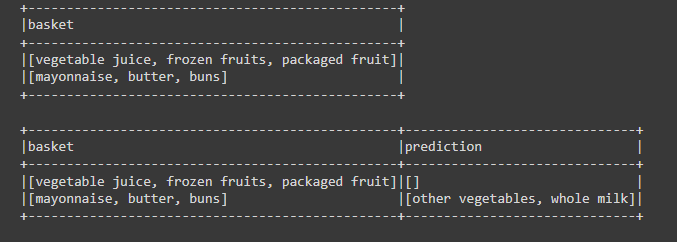 +-----------------------------------------------+
|basket                                         |
+-----------------------------------------------+
|[vegetable juice, frozen fruits, packaged fruit]|
|[mayonnaise, butter, buns]                     |
+-----------------------------------------------+
+-----------------------------------------------+-----------------------------+
|basket                                         |prediction                   |
+-----------------------------------------------+-----------------------------+
|[vegetable juice, frozen fruits, packaged fruit]|[]                           |
|[mayonnaise, butter, buns]                     |[other vegetables, whole milk]|
+-----------------------------------------------+-----------------------------+